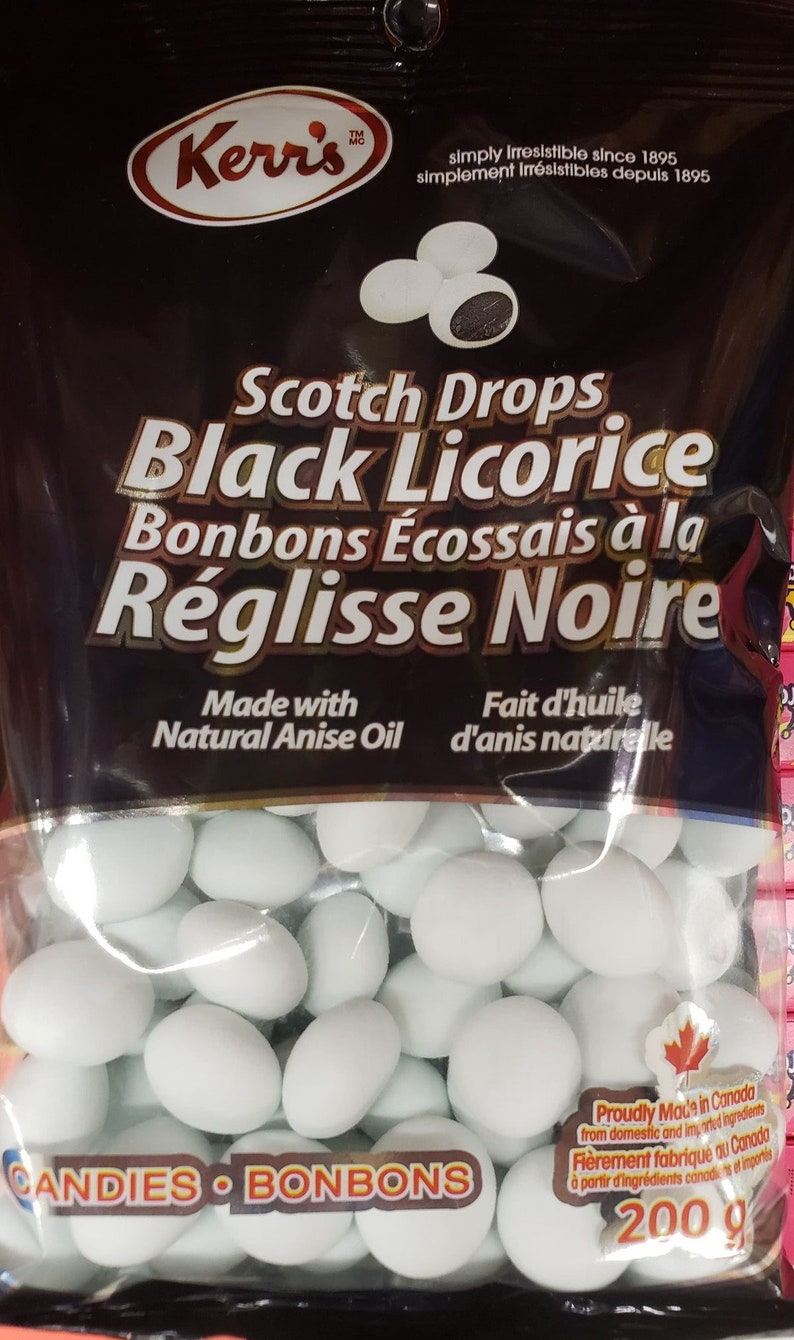 Kerr's TM MC
simply Irresistible since 1895
simplement Irrésistibles depuis 1895
Scotch Drops
Black Licorice
Bonbons Écossais à la
Réglisse Noire
Made with
Natural Anise Oil
Fait d'huile
d'anis naturelle
Proudly Made in Canada
from domestic and imported ingredients
Fièrement fabriqué au Canada
à partir d'ingrédients canadiens et importés
CANDIES • BONBONS
200 g